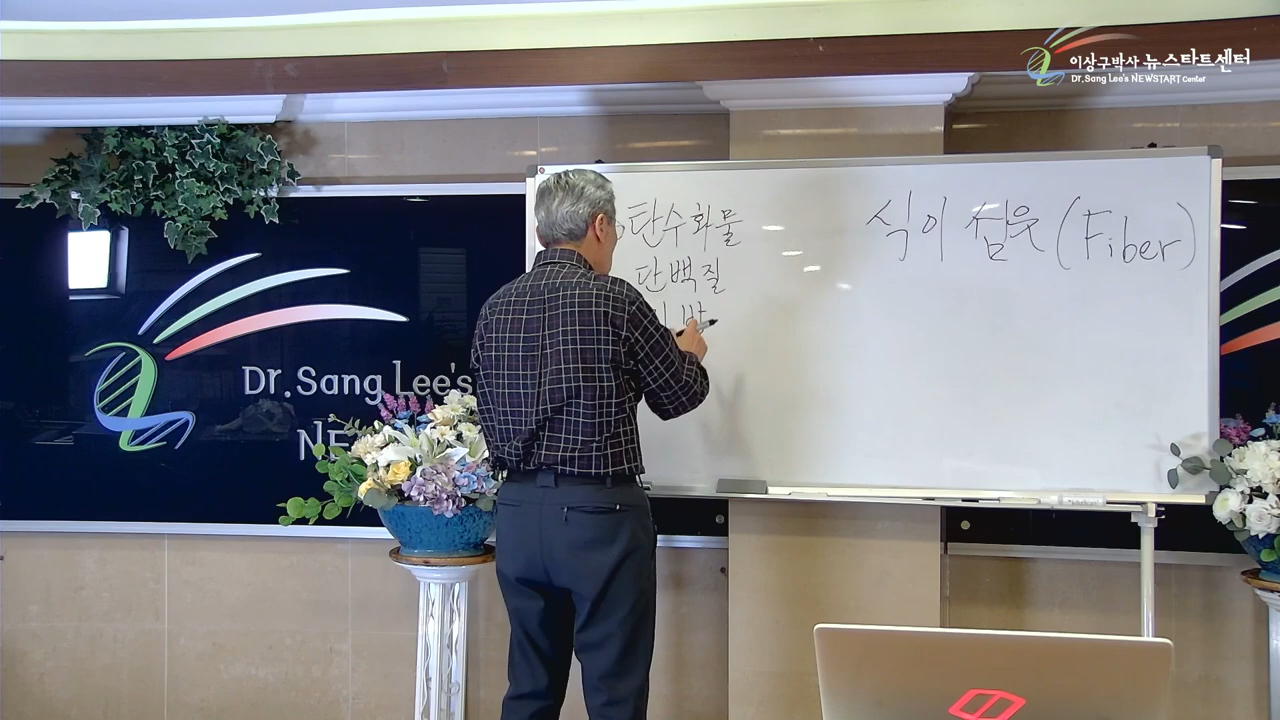 이상구박사 뉴스타트센터
Dr.Sang Lee's NEWSTART Center
탄수화물
식이 섬유 (Fiber)
단백질
Dr.Sang Lee's